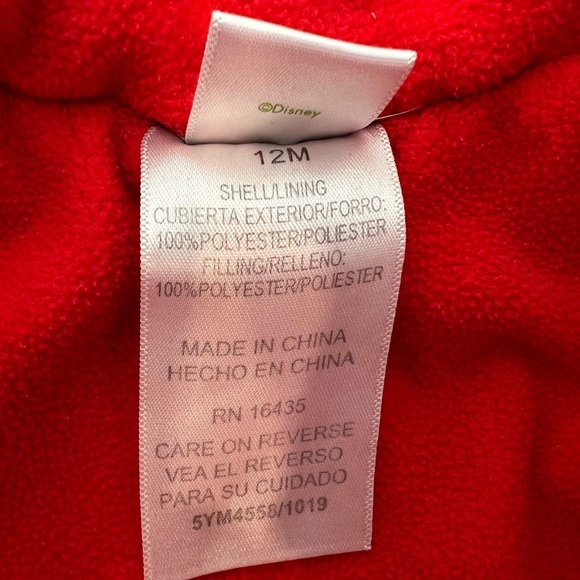 ©Disney
12M
SHELL/LINING
CUBIERTA EXTERIOR/FORRO:
100%POLYESTER/POLIESTER
FILLING/RELLENO:
100%POLYESTER/POLIESTER
MADE IN CHINA
HECHO EN CHINA
RN 16435
CARE ON REVERSE
VEA EL REVERSO
PARA SU CUIDADO
5YM4558/1019